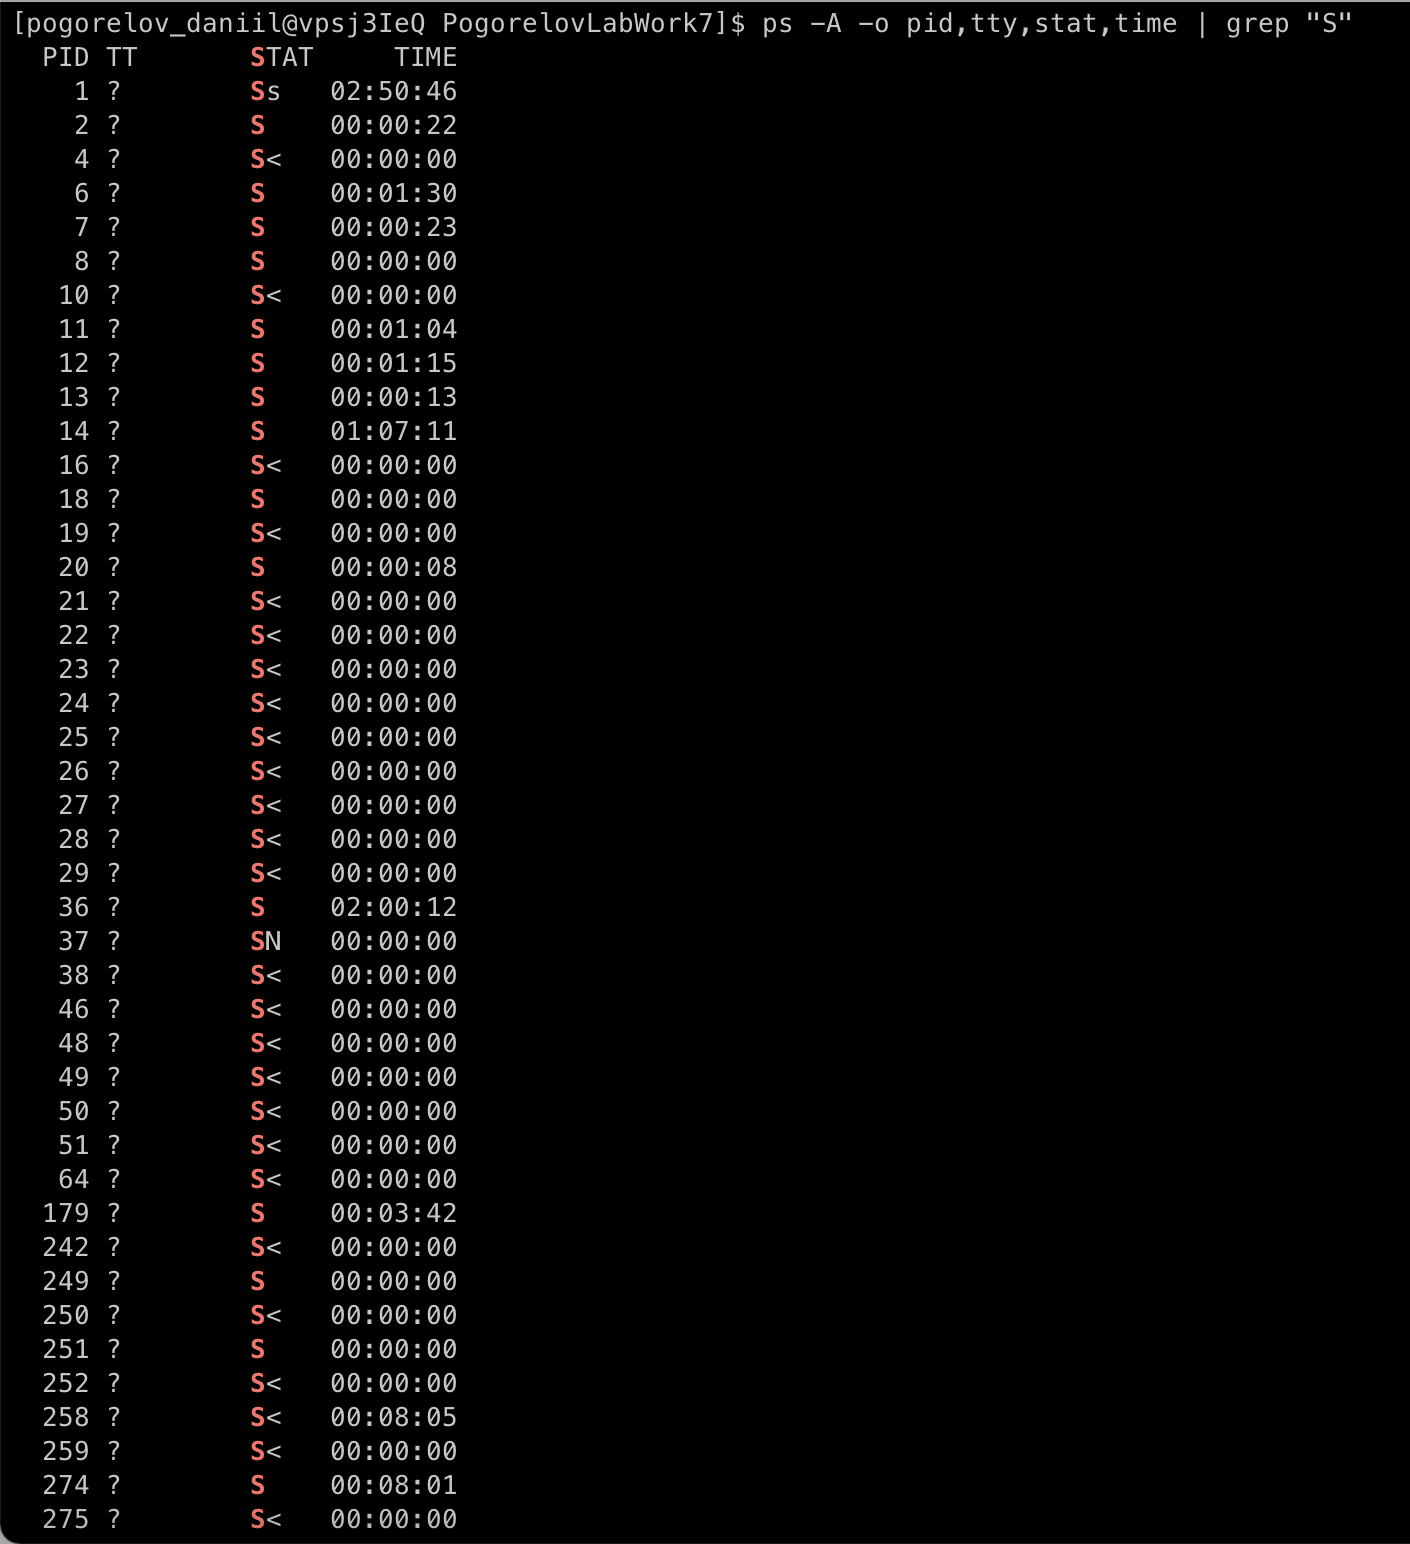 [pogorelov_daniil@vpsj3IeQ PogorelovLabWork7]$ ps -A -o pid,tty,stat,time | grep "S"
PID TT STAT TIME
1 ? Ss 02:50:46
2 ? S 00:00:22
4 ? S< 00:00:00
6 ? S 00:01:30
7 ? S 00:00:23
8 ? S 00:00:00
10 ? S< 00:00:00
11 ? S 00:01:04
12 ? S 00:01:15
13 ? S 00:00:13
14 ? S 01:07:11
16 ? S< 00:00:00
18 ? S 00:00:00
19 ? S< 00:00:00
20 ? S 00:00:08
21 ? S< 00:00:00
22 ? S< 00:00:00
23 ? S< 00:00:00
24 ? S< 00:00:00
25 ? S< 00:00:00
26 ? S< 00:00:00
27 ? S< 00:00:00
28 ? S< 00:00:00
29 ? S< 00:00:00
36 ? S 02:00:12
37 ? SN 00:00:00
38 ? S< 00:00:00
46 ? S< 00:00:00
48 ? S< 00:00:00
49 ? S< 00:00:00
50 ? S< 00:00:00
51 ? S< 00:00:00
64 ? S< 00:00:00
179 ? S 00:03:42
242 ? S< 00:00:00
249 ? S 00:00:00
250 ? S< 00:00:00
251 ? S 00:00:00
252 ? S< 00:00:00
258 ? S< 00:08:05
259 ? S< 00:00:00
274 ? S 00:08:01
275 ? S< 00:00:00